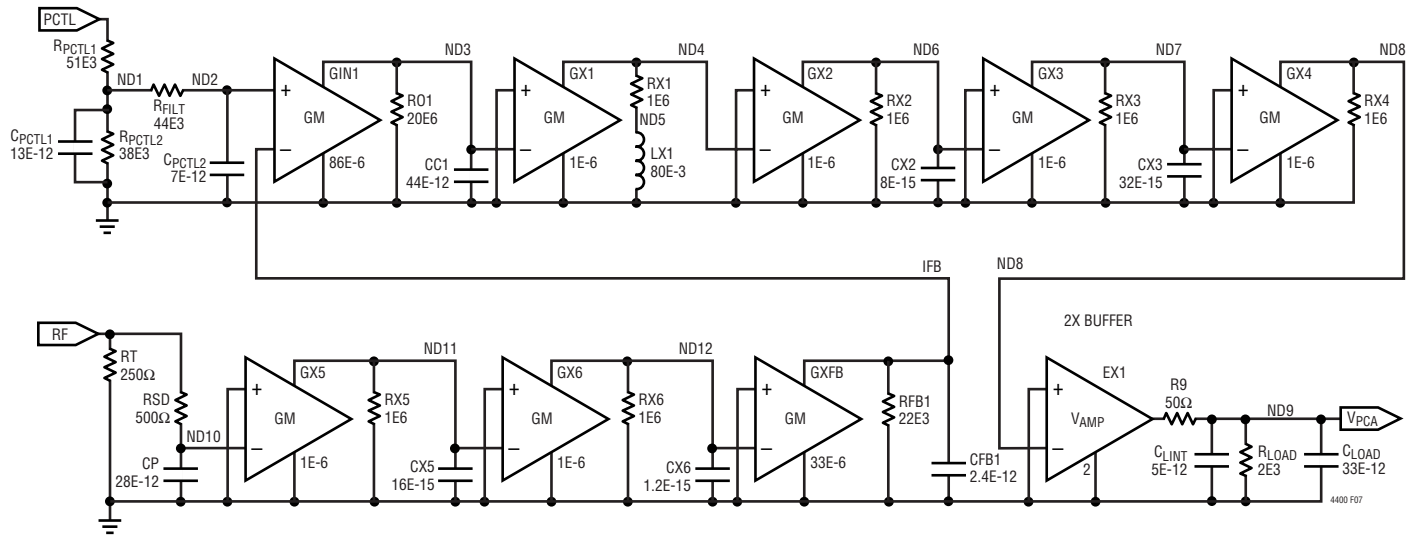 PCTL
RPCTL1
51E3
ND1
ND2
RFILT
44E3
CPCTL1
13E-12
RPCTL2
38E3
CPCTL2
7E-12
+
−
GIN1
GM
86E-6
ND3
RO1
20E6
CC1
44E-12
+
−
GX1
GM
1E-6
RX1
1E6
ND5
LX1
80E-3
ND4
+
−
GX2
GM
1E-6
RX2
1E6
ND6
CX2
8E-15
+
−
GX3
GM
1E-6
RX3
1E6
ND7
CX3
32E-15
+
−
GX4
GM
1E-6
RX4
1E6
ND8
IFB
ND8
RF
RT
250Ω
RSD
500Ω
ND10
CP
28E-12
+
−
GX5
GM
1E-6
RX5
1E6
ND11
CX5
16E-15
+
−
GX6
GM
1E-6
RX6
1E6
ND12
CX6
1.2E-15
+
−
GXFB
GM
33E-6
RFB1
22E3
CFB1
2.4E-12
2X BUFFER
+
−
EX1
VAMP
2
R9
50Ω
ND9
VPCA
CLINT
5E-12
RLOAD
2E3
CLOAD
33E-12
4400 F07